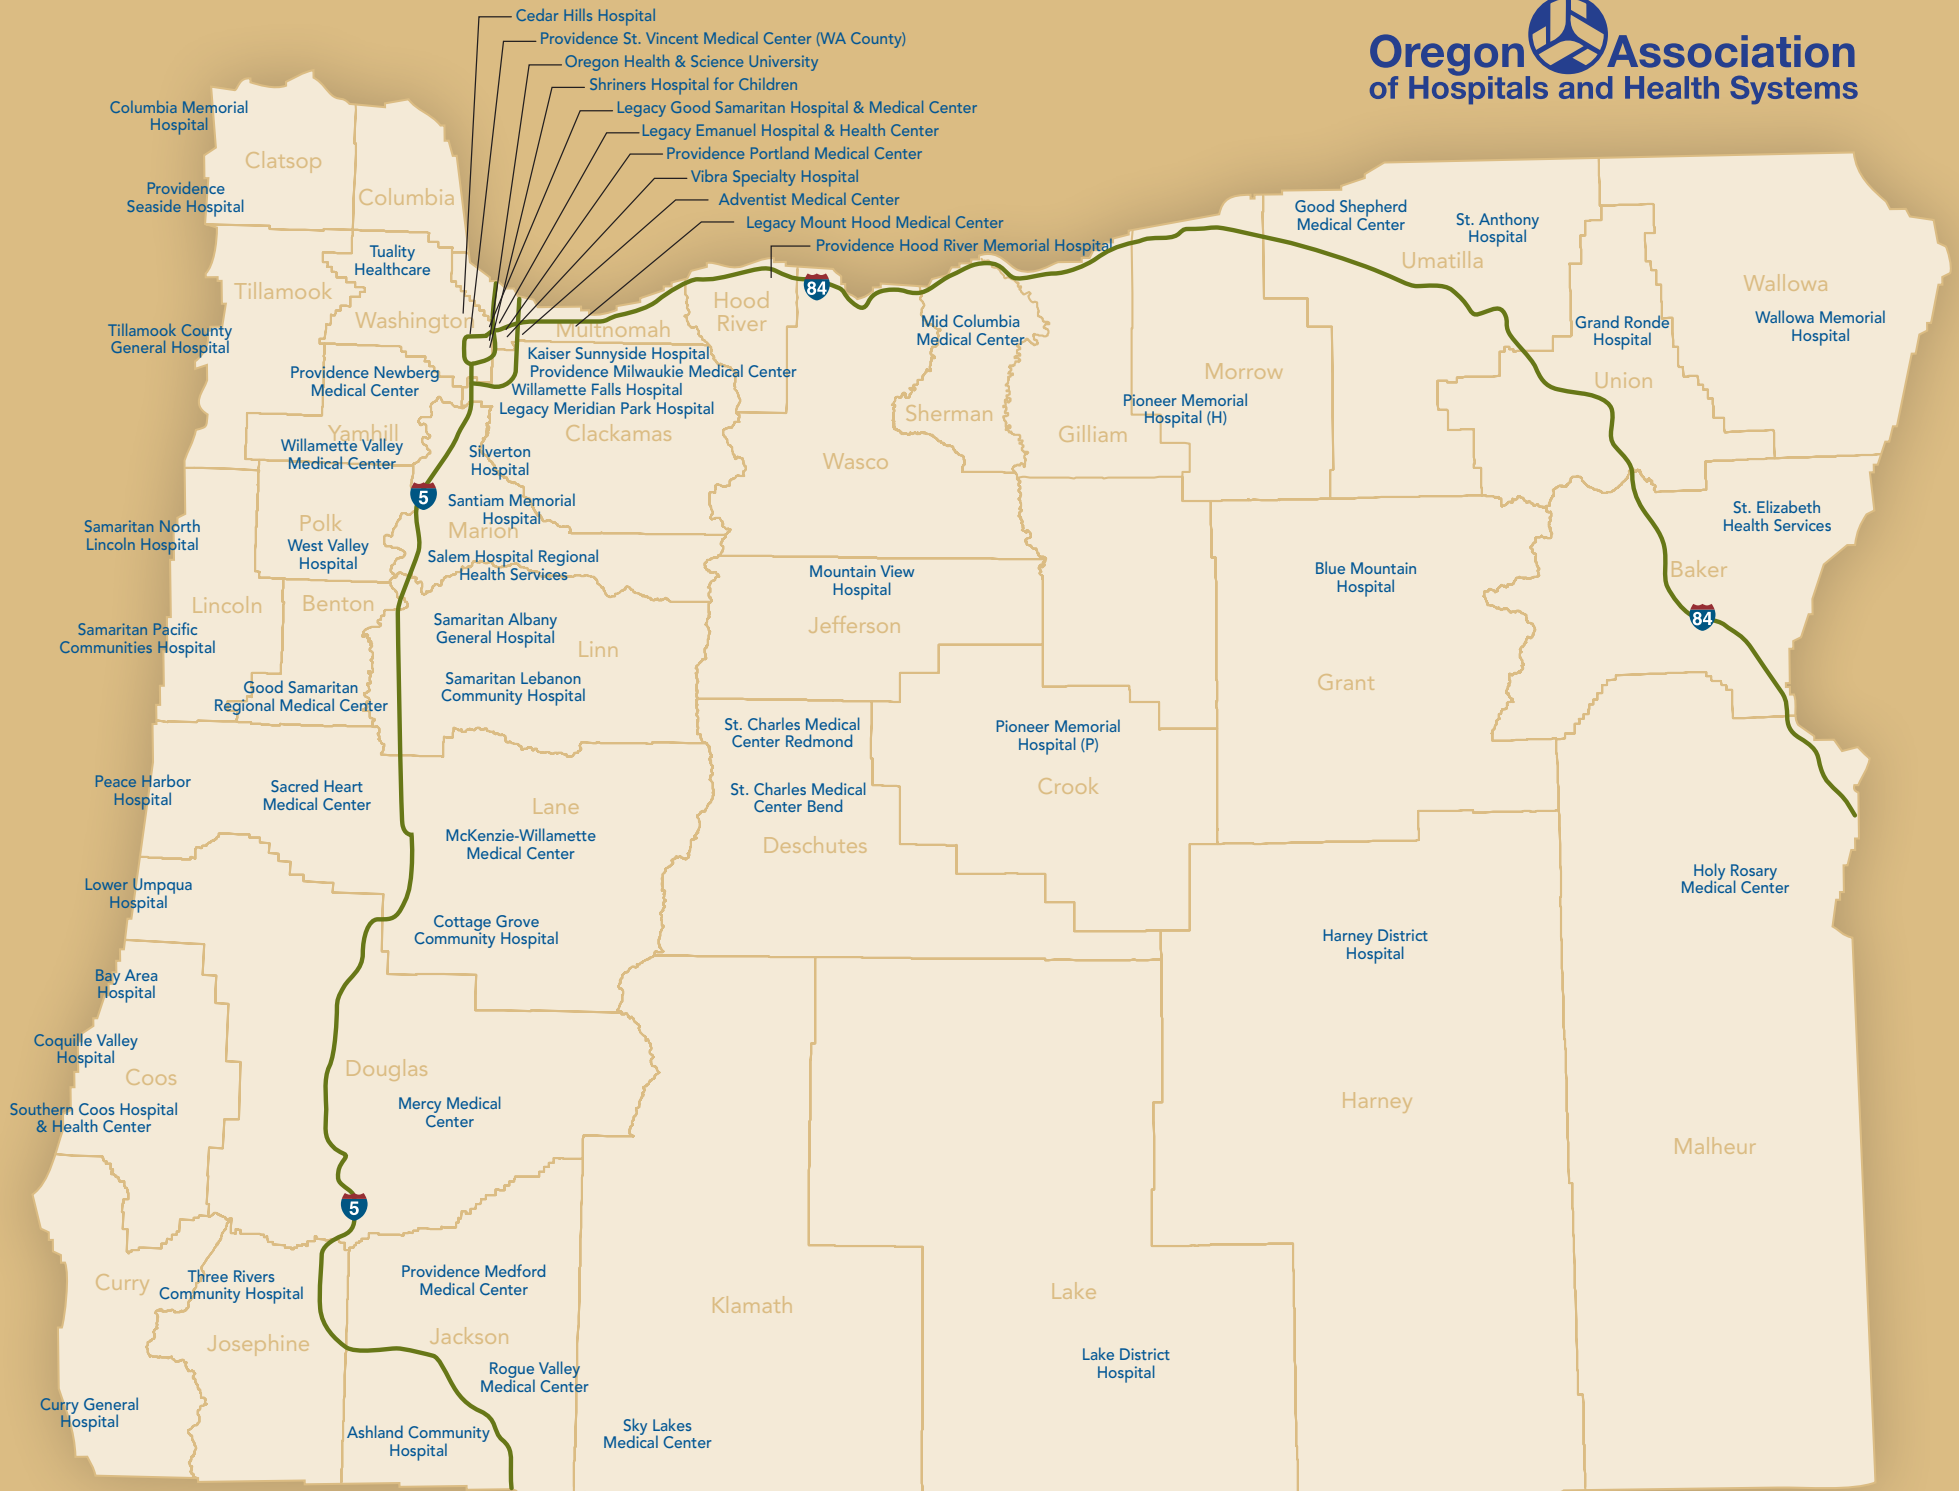 Cedar Hills Hospital
Providence St. Vincent Medical Center (WA County)
Oregon Health & Science University
Shriners Hospital for Children
Legacy Good Samaritan Hospital & Medical Center
Legacy Emanuel Hospital & Health Center
Providence Portland Medical Center
Vibra Specialty Hospital
Adventist Medical Center
Legacy Mount Hood Medical Center
Providence Hood River Memorial Hospital
Oregon Association
of Hospitals and Health Systems
Columbia Memorial
Hospital
Clatsop
Providence
Seaside Hospital
Columbia
Tuality
Healthcare
Tillamook
Washington
Multnomah
Hood
River
84
Good Shepherd
Medical Center
St. Anthony
Hospital
Umatilla
Wallowa
Wallowa Memorial
Hospital
Grand Ronde
Hospital
Union
Tillamook County
General Hospital
Providence Newberg
Medical Center
Kaiser Sunnyside Hospital
Providence Milwaukie Medical Center
Willamette Falls Hospital
Legacy Meridian Park Hospital
Clackamas
Mid Columbia
Medical Center
Sherman
Gilliam
Morrow
Pioneer Memorial
Hospital (H)
Yamhill
Willamette Valley
Medical Center
Silverton
Hospital
Wasco
5
Santiam Memorial
Hospital
Marion
Salem Hospital Regional
Health Services
Samaritan North
Lincoln Hospital
Polk
West Valley
Hospital
St. Elizabeth
Health Services
Baker
84
Mountain View
Hospital
Jefferson
Blue Mountain
Hospital
Grant
Lincoln
Benton
Samaritan Pacific
Communities Hospital
Samaritan Albany
General Hospital
Linn
Samaritan Lebanon
Community Hospital
Good Samaritan
Regional Medical Center
St. Charles Medical
Center Redmond
Pioneer Memorial
Hospital (P)
Crook
St. Charles Medical
Center Bend
Deschutes
Peace Harbor
Hospital
Sacred Heart
Medical Center
Lane
McKenzie-Willamette
Medical Center
Lower Umpqua
Hospital
Cottage Grove
Community Hospital
Holy Rosary
Medical Center
Harney District
Hospital
Bay Area
Hospital
Coquille Valley
Hospital
Coos
Southern Coos Hospital
& Health Center
Douglas
Mercy Medical
Center
Harney
Malheur
5
Curry
Three Rivers
Community Hospital
Josephine
Providence Medford
Medical Center
Jackson
Rogue Valley
Medical Center
Klamath
Lake
Lake District
Hospital
Curry General
Hospital
Ashland Community
Hospital
Sky Lakes
Medical Center